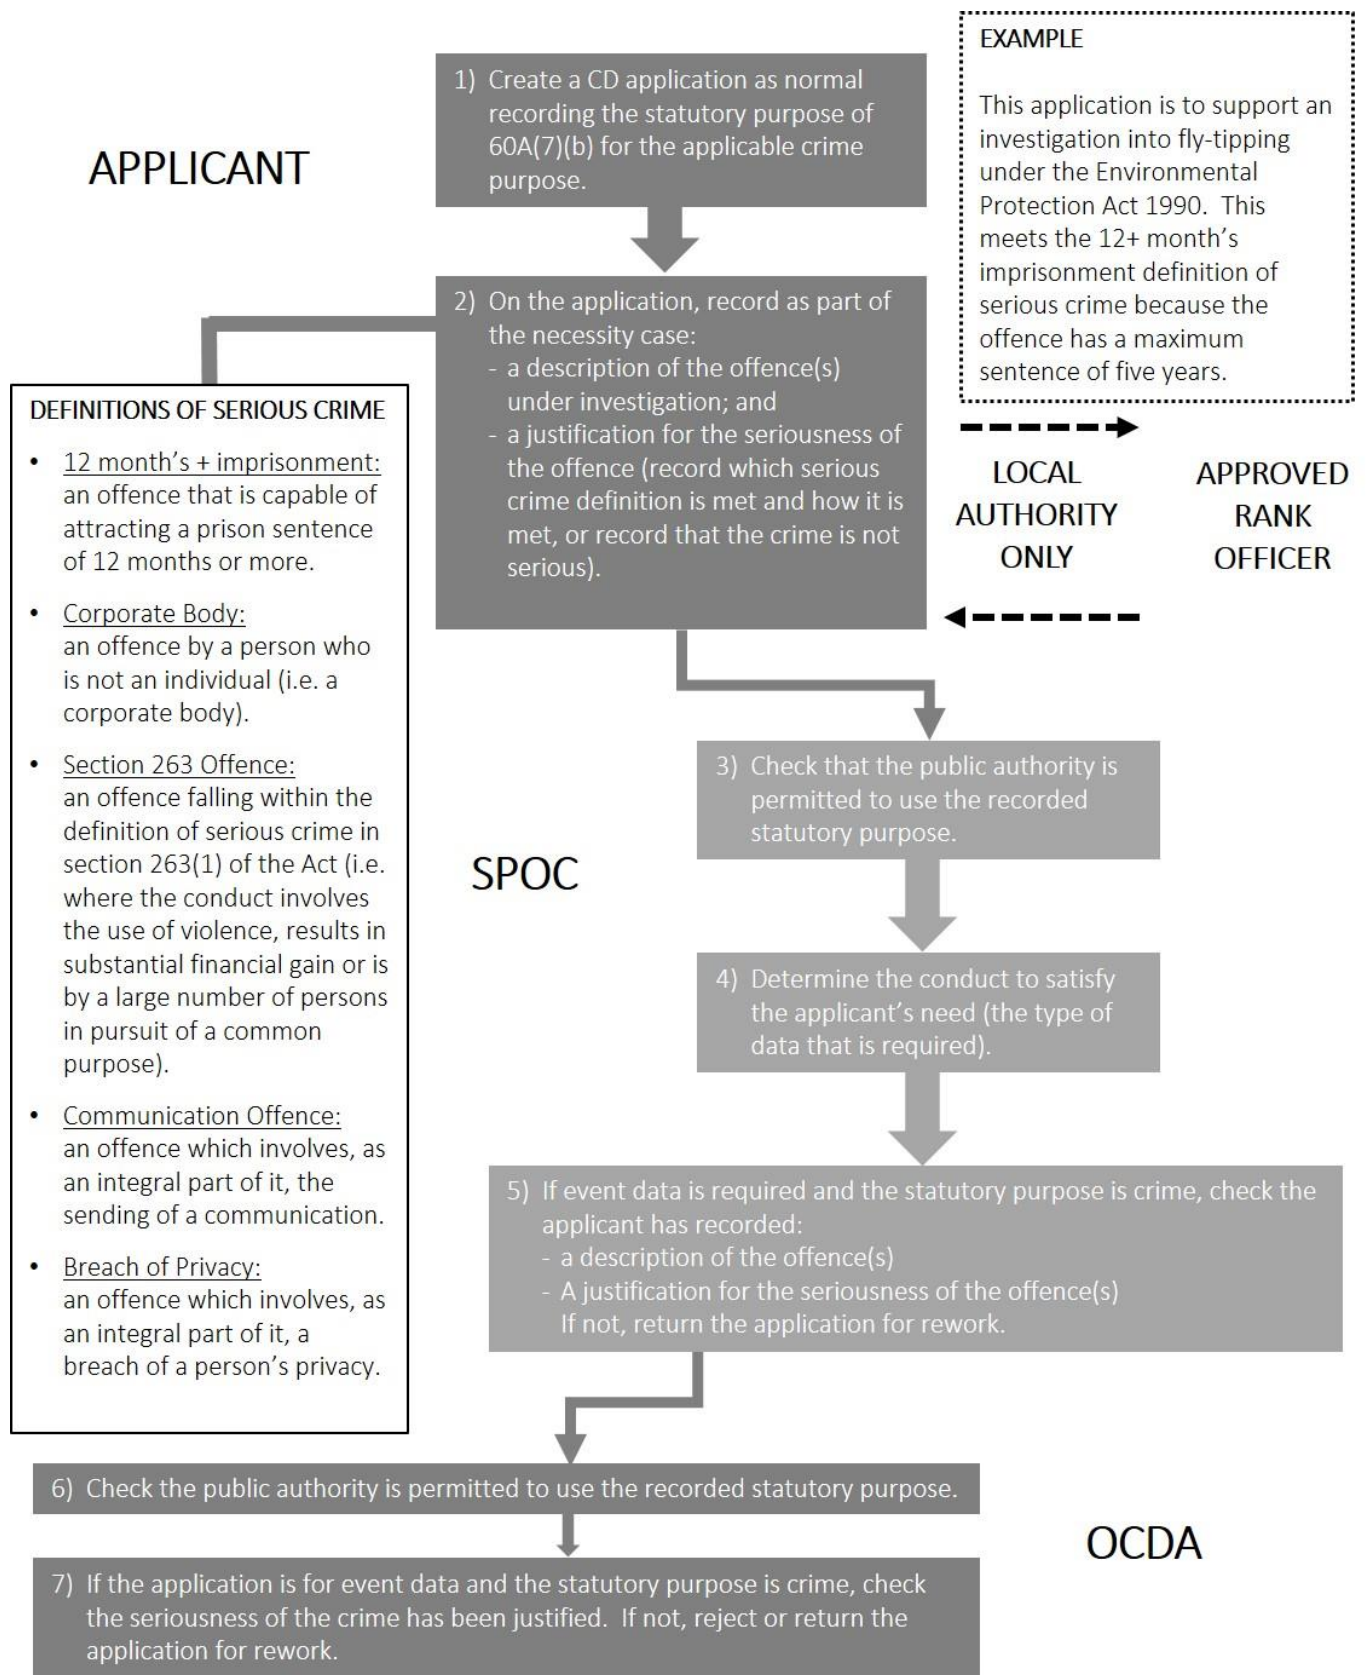 APPLICANT
1) Create a CD application as normal
recording the statutory purpose of
60A(7)(b) for the applicable crime
purpose.
EXAMPLE
This application is to support an
investigation into fly-tipping
under the Environmental
Protection Act 1990. This
meets the 12+ month’s
imprisonment definition of
serious crime because the
offence has a maximum
sentence of five years.
2) On the application, record as part of
the necessity case:
- a description of the offence(s)
under investigation; and
- a justification for the seriousness of
the offence (record which serious
crime definition is met and how it is
met, or record that the crime is not
serious).
LOCAL
AUTHORITY
ONLY
APPROVED
RANK
OFFICER
DEFINITIONS OF SERIOUS CRIME
• 12 month’s + imprisonment:
an offence that is capable of
attracting a prison sentence
of 12 months or more.
• Corporate Body:
an offence by a person who
is not an individual (i.e. a
corporate body).
• Section 263 Offence:
an offence falling within the
definition of serious crime in
section 263(1) of the Act (i.e.
where the conduct involves
the use of violence, results in
substantial financial gain or is
by a large number of persons
in pursuit of a common
purpose).
• Communication Offence:
an offence which involves, as
an integral part of it, the
sending of a communication.
• Breach of Privacy:
an offence which involves, as
an integral part of it, a
breach of a person’s privacy.
SPOC
3) Check that the public authority is
permitted to use the recorded
statutory purpose.
4) Determine the conduct to satisfy
the applicant’s need (the type of
data that is required).
5) If event data is required and the statutory purpose is crime, check the
applicant has recorded:
- a description of the offence(s)
- A justification for the seriousness of the offence(s)
If not, return the application for rework.
6) Check the public authority is permitted to use the recorded statutory purpose.
OCDA
7) If the application is for event data and the statutory purpose is crime, check
the seriousness of the crime has been justified. If not, reject or return the
application for rework.